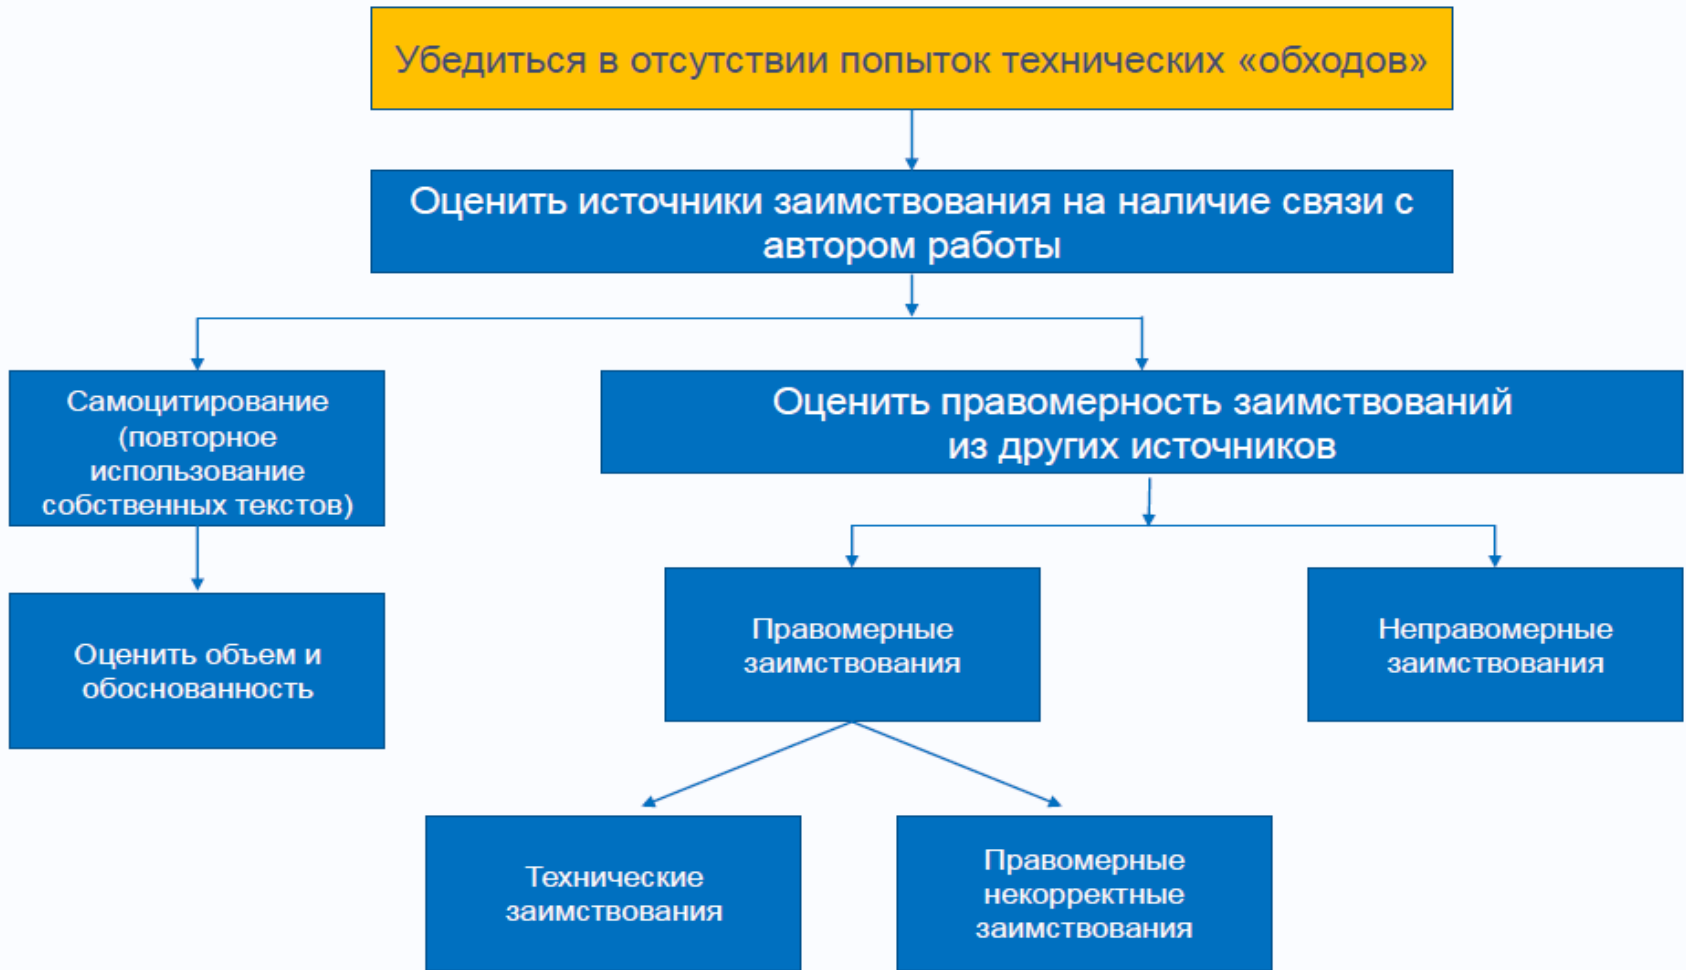 Убедиться в отсутствии попыток технических «обходов»
Оценить источники заимствования на наличие связи с
автором работы
Самоцитирование
(повторное
использование
собственных текстов)
Оценить правомерность заимствований
из других источников
Оценить объем и
обоснованность
Правомерные
заимствования
Неправомерные
заимствования
Технические
заимствования
Правомерные
некорректные
заимствования